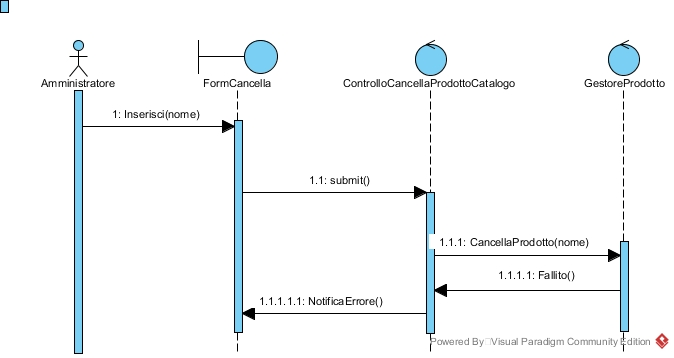 Amministratore
FormCancella
ControlloCancellaProdottoCatalogo
GestoreProdotto
1: Inserisci(nome)
1.1: submit()
1.1.1: CancellaProdotto(nome)
1.1.1.1: Fallito()
1.1.1.1.1: NotificaErrore()
Powered By Visual Paradigm Community Edition